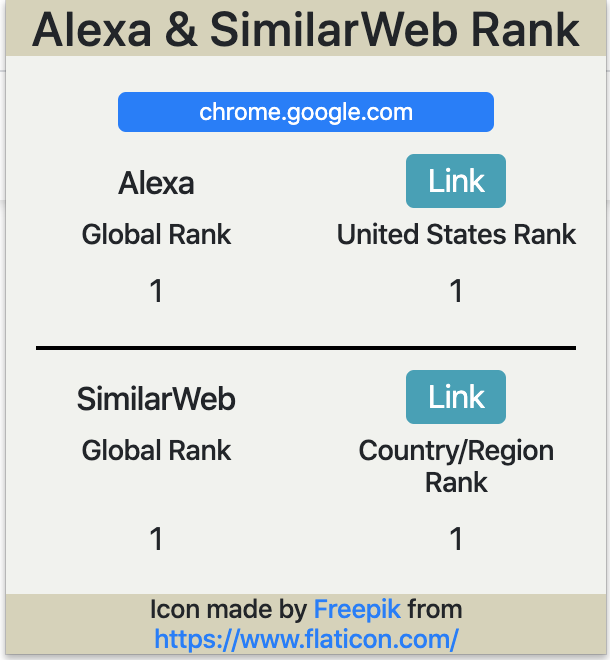 Alexa & SimilarWeb Rank
chrome.google.com
Alexa
Link
Global Rank
United States Rank
1
1
SimilarWeb
Link
Global Rank
Country/Region
Rank
1
1
Icon made by Freepik from
https://www.flaticon.com/